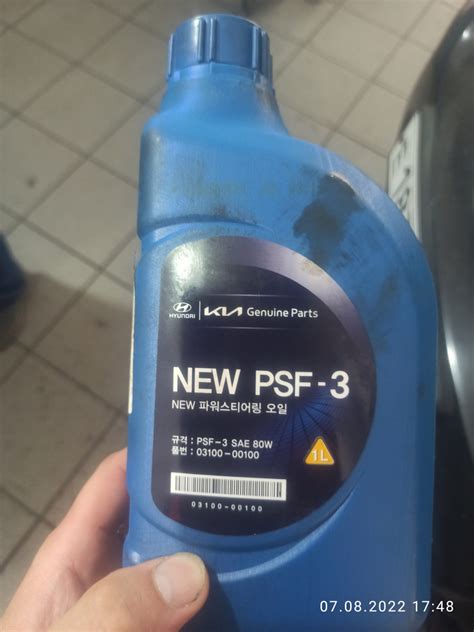 HYUNDAI KIA Genuine Parts
NEW PSF-3
NEW 파워스티어링 오일
규격 : PSF-3 SAE 80W
품번 : 03100-00100
1L
03100-00100
07.08.2022 17:48